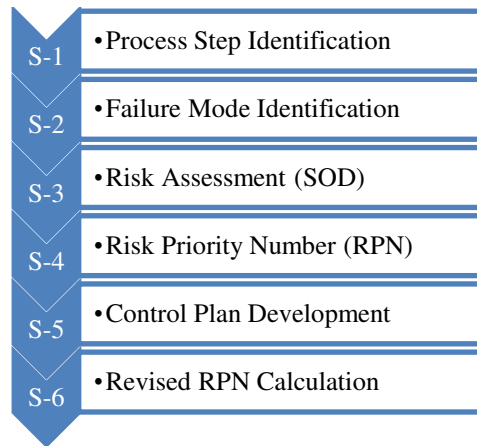 S-1 •Process Step Identification
S-2 •Failure Mode Identification
S-3 •Risk Assessment (SOD)
S-4 •Risk Priority Number (RPN)
S-5 •Control Plan Development
S-6 •Revised RPN Calculation